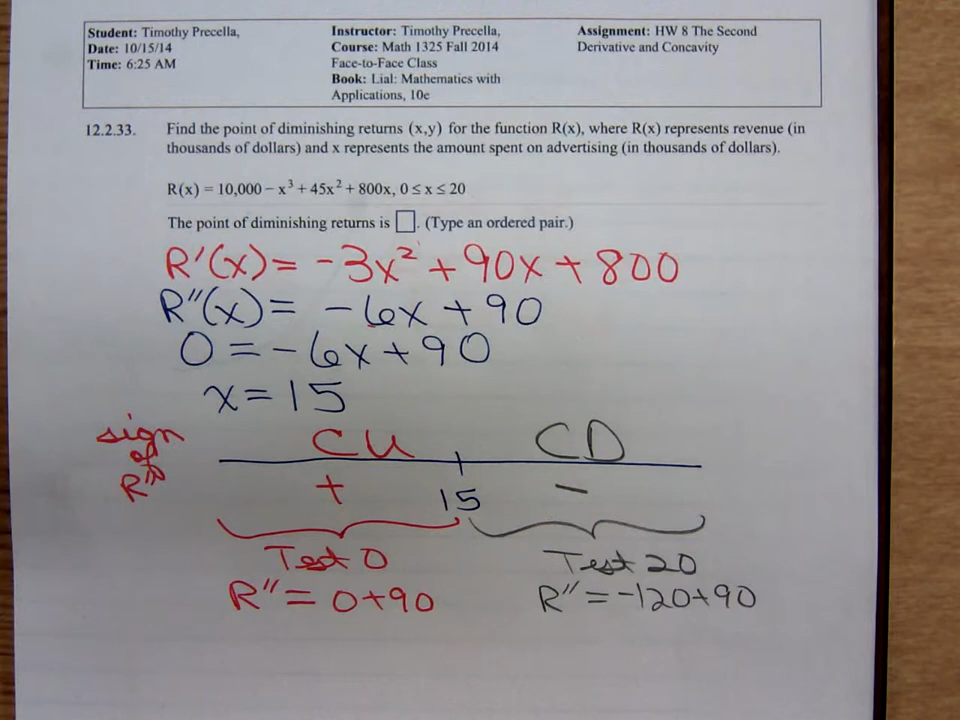 Student: Timothy Precella,
Date: 10/15/14
Time: 6:25 AM
Instructor: Timothy Precella,
Course: Math 1325 Fall 2014
Face-to-Face Class
Book: Lial: Mathematics with
Applications, 10e
Assignment: HW 8 The Second
Derivative and Concavity
12.2.33. Find the point of diminishing returns (x,y) for the function R(x), where R(x) represents revenue (in
thousands of dollars) and x represents the amount spent on advertising (in thousands of dollars).
R(x) = 10,000 − x³ + 45x² + 800x, 0 ≤ x ≤ 20
The point of diminishing returns is □. (Type an ordered pair.)
R'(x) = -3x² + 90x + 800
R''(x) = -6x + 90
0 = -6x + 90
x = 15
sign of R''
CU CD
+ 15 −
Test 0 Test 20
R'' = 0+90 R'' = -120+90